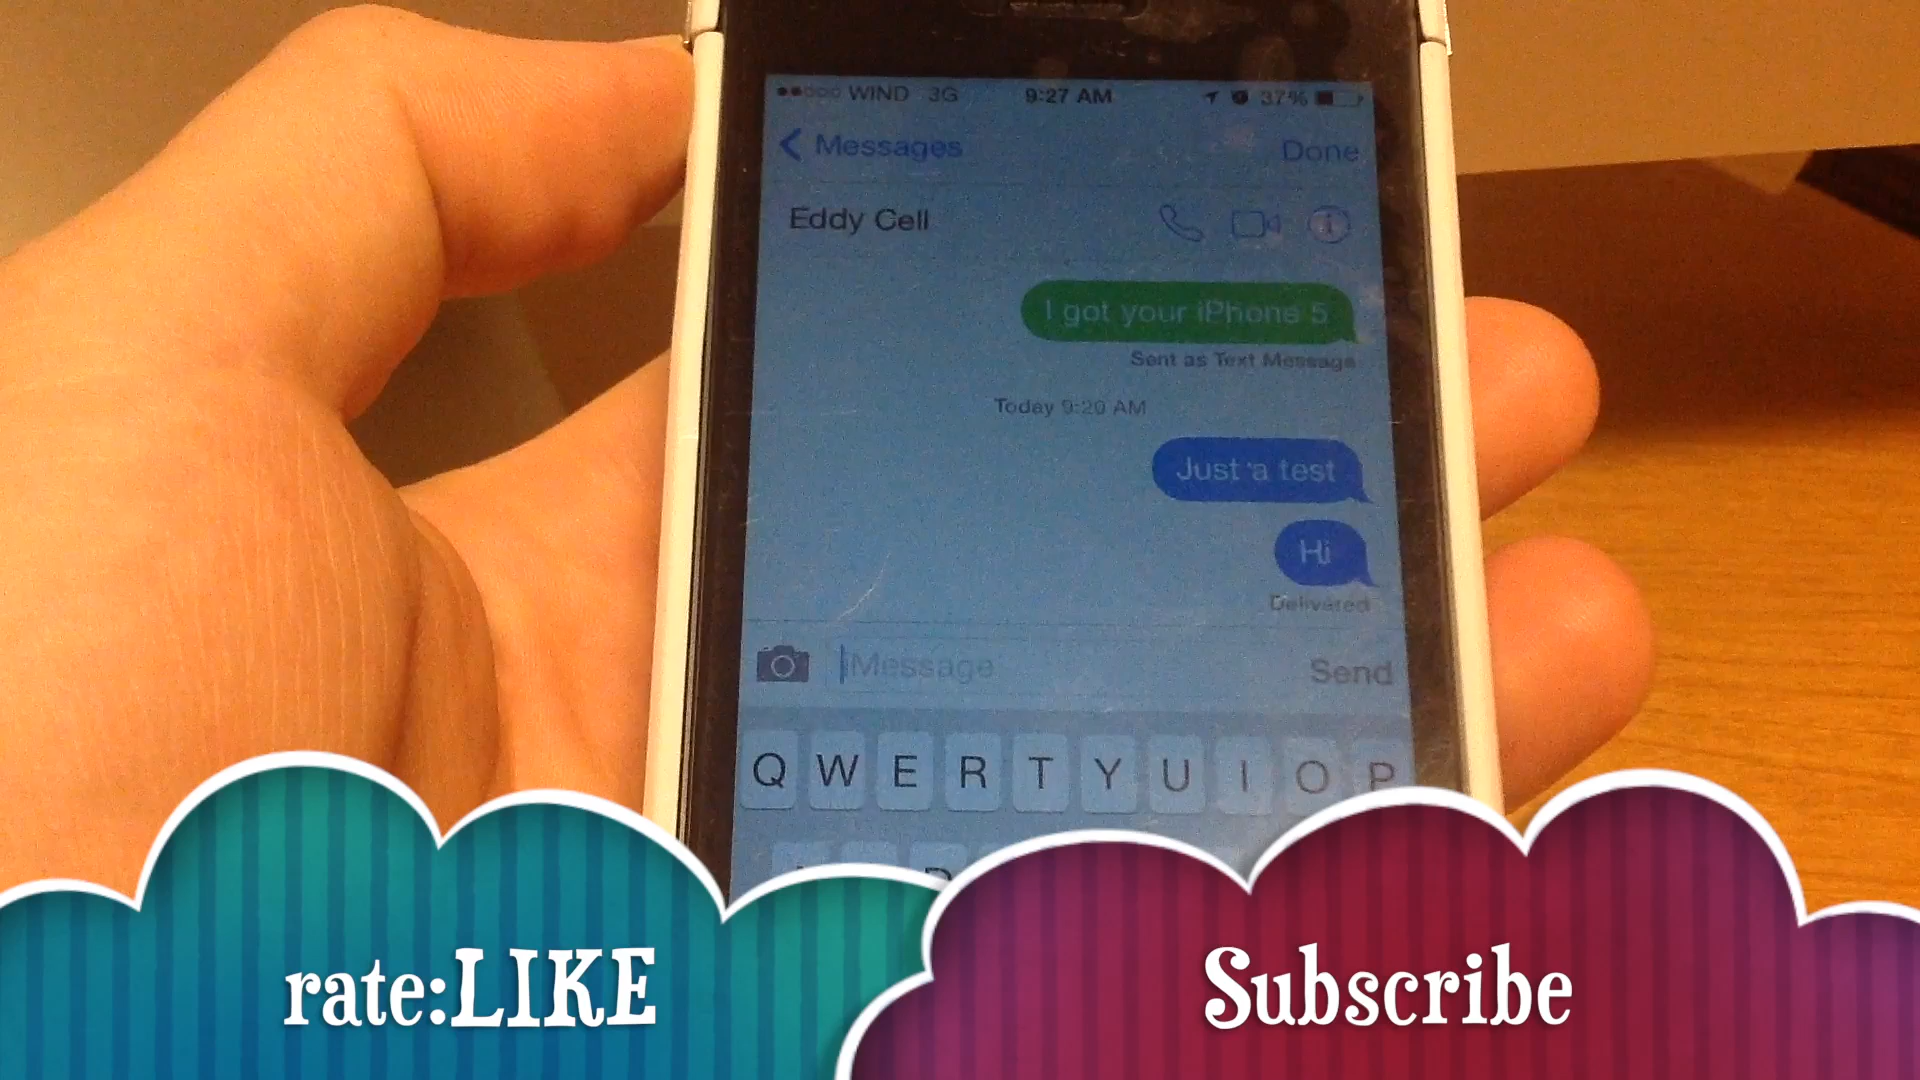 WIND 3G 9:27 AM 37%
Messages Done
Eddy Cell
I got your iPhone 5
Sent as Text Message
Today 9:20 AM
Just a test
Hi
Delivered
iMessage Send
Q W E R T Y U I O P
rate:LIKE Subscribe